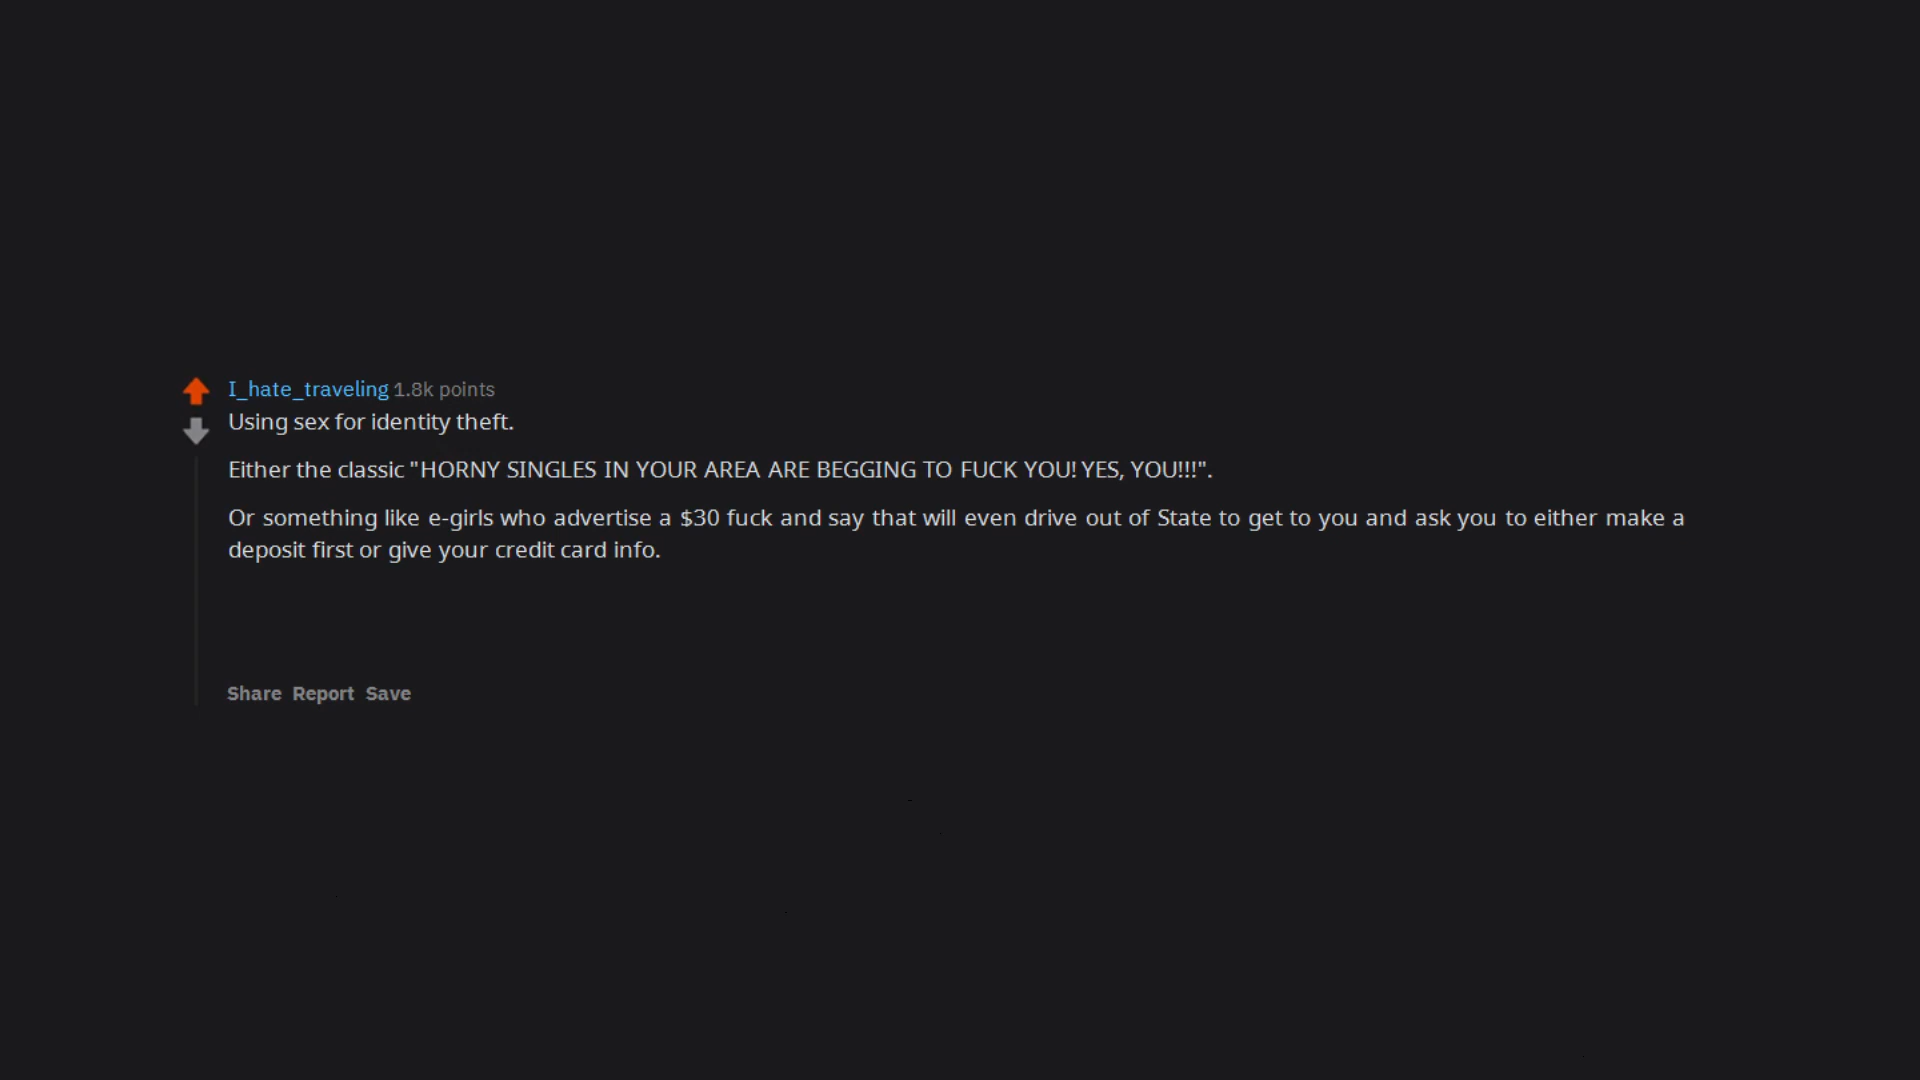 I_hate_traveling 1.8k points
Using sex for identity theft.
Either the classic "HORNY SINGLES IN YOUR AREA ARE BEGGING TO FUCK YOU! YES, YOU!!!".
Or something like e-girls who advertise a $30 fuck and say that will even drive out of State to get to you and ask you to either make a
deposit first or give your credit card info.
Share Report Save